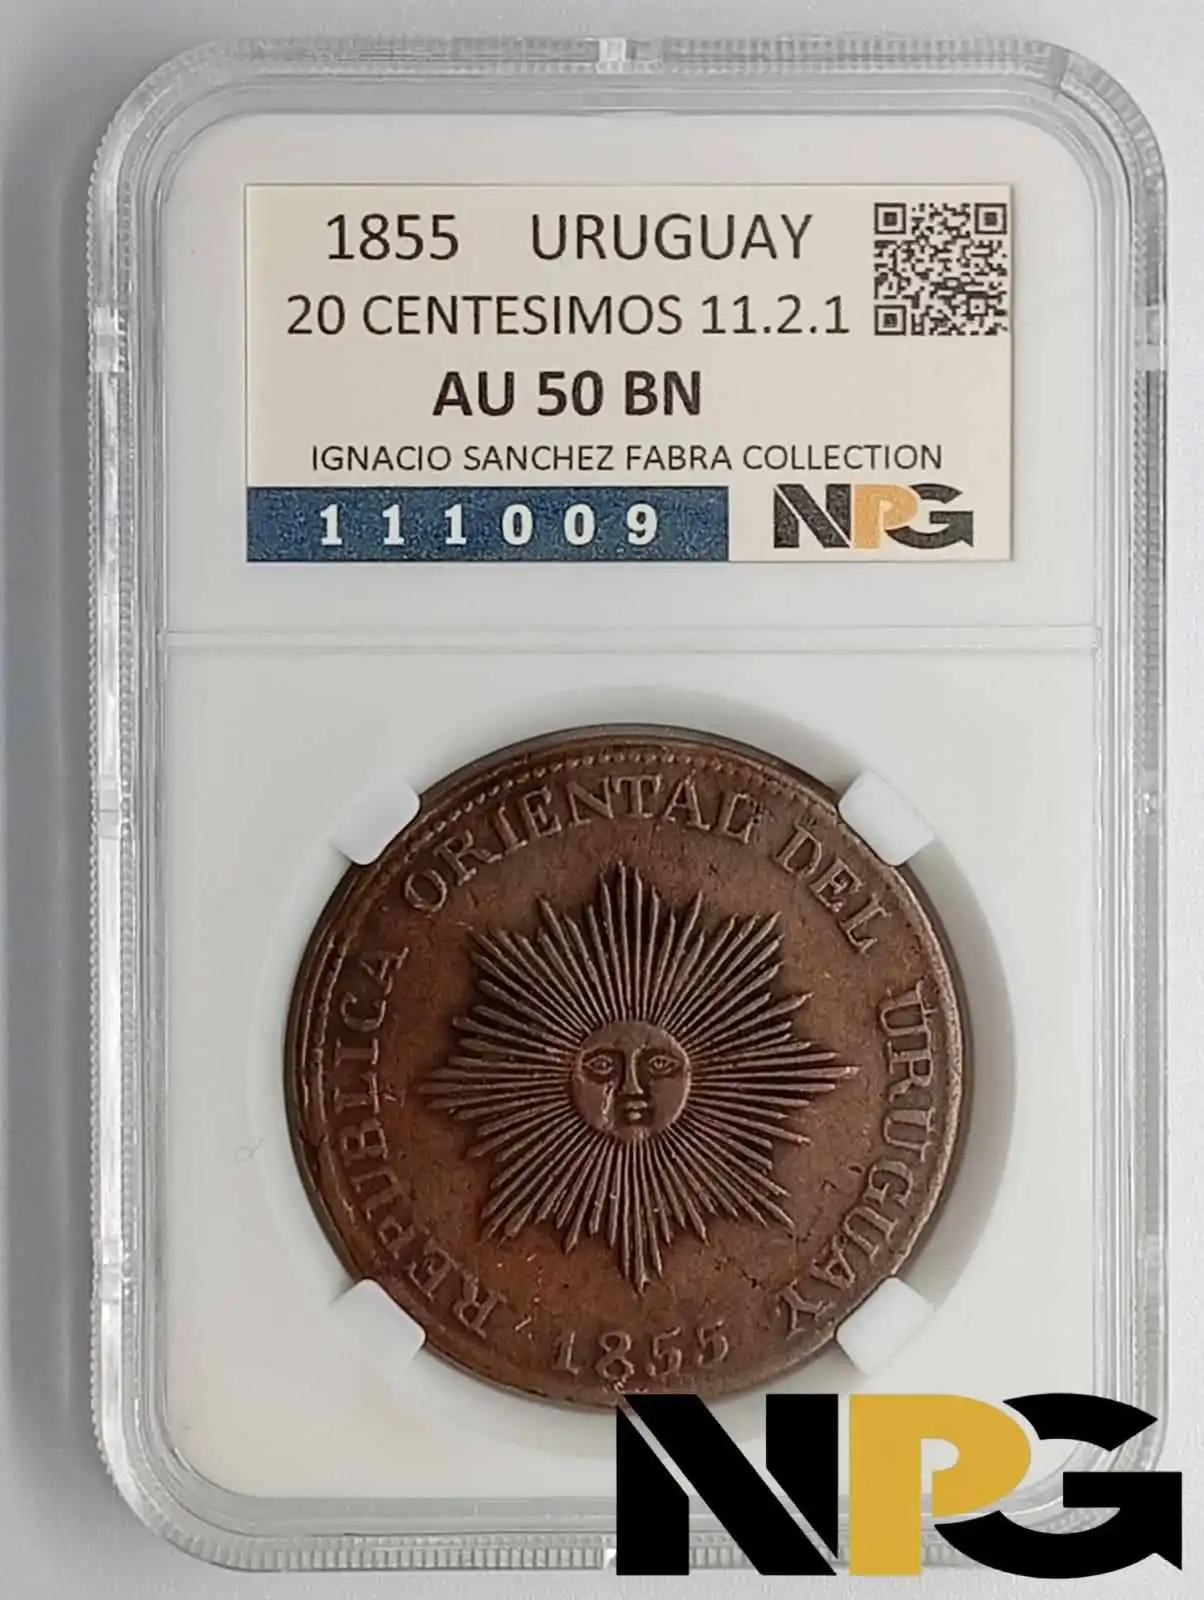 1855 URUGUAY
20 CENTESIMOS 11.2.1
AU 50 BN
IGNACIO SANCHEZ FABRA COLLECTION
111009 NPG
REPUBLICA ORIENTAL DEL URUGUAY
1855
NPG